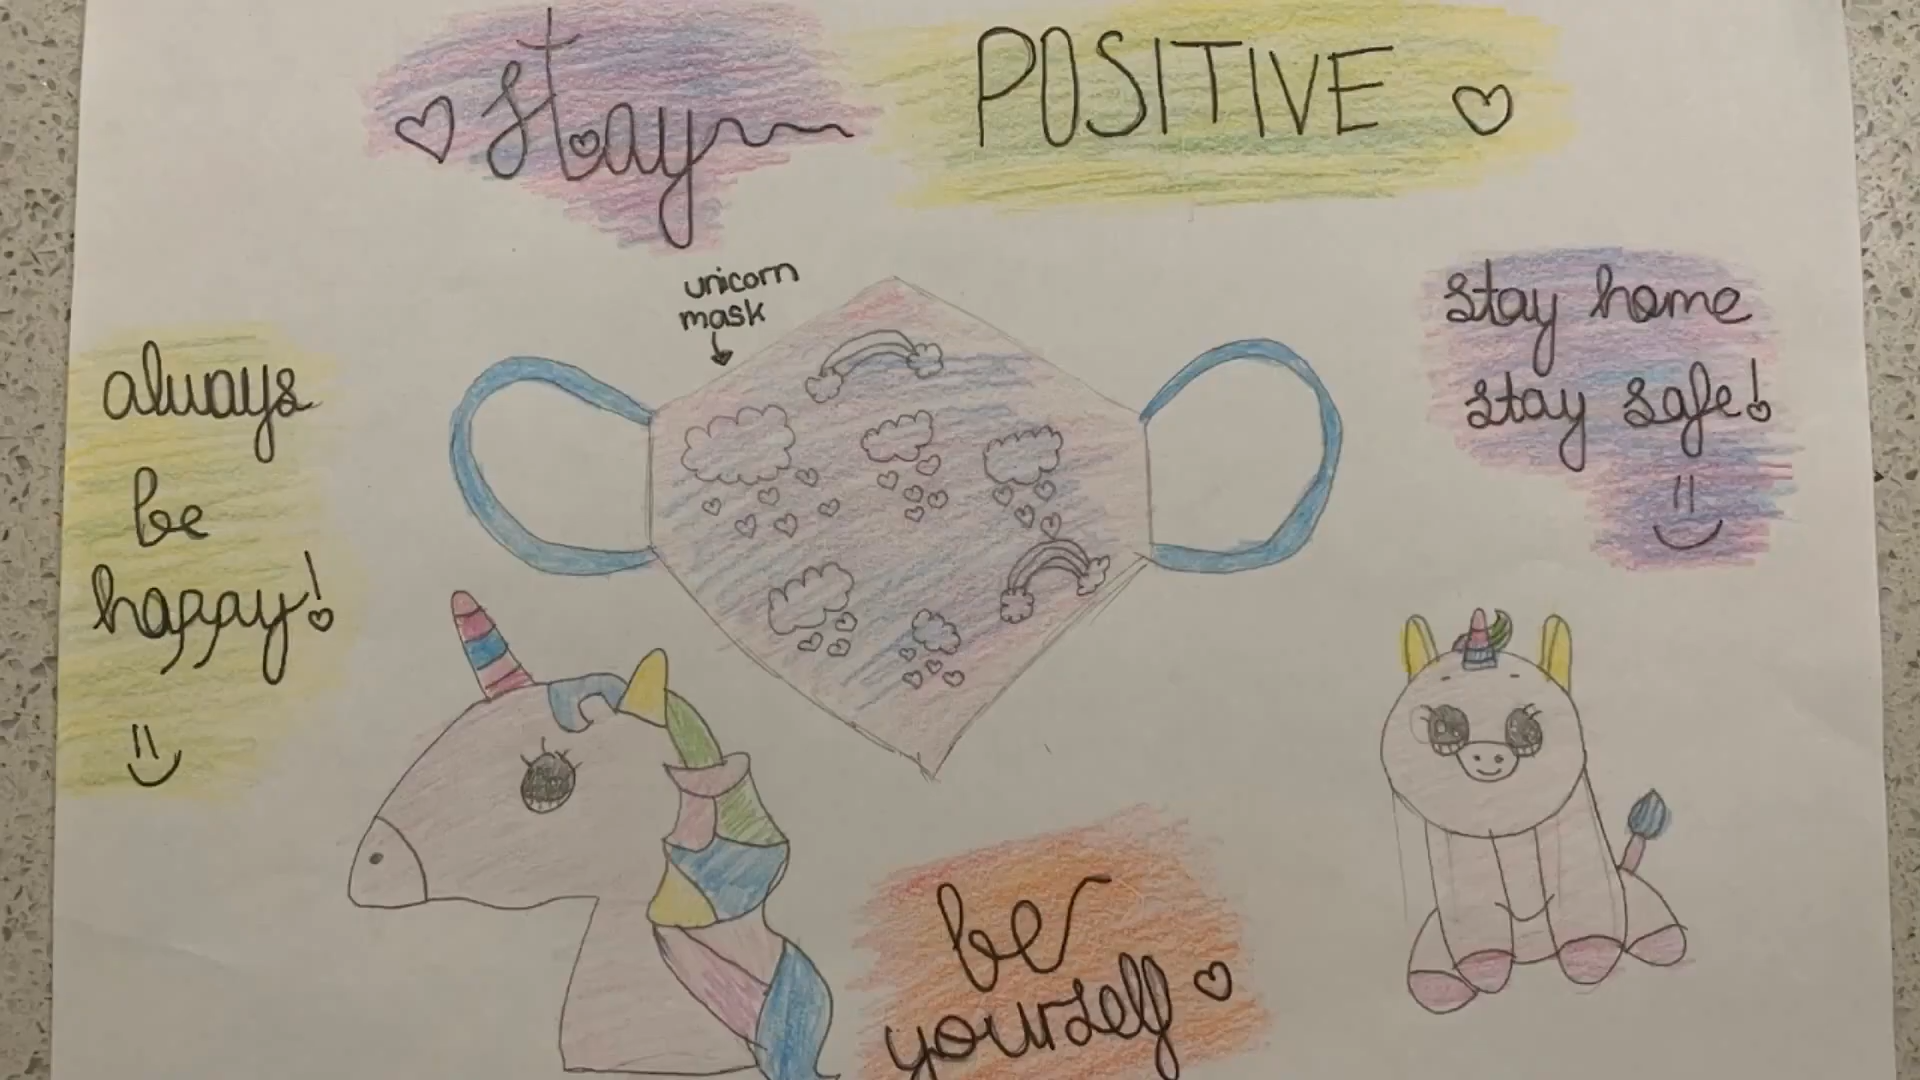 stay POSITIVE
unicorn
mask
stay home
stay safe!
always
be
happy!
be
yourself